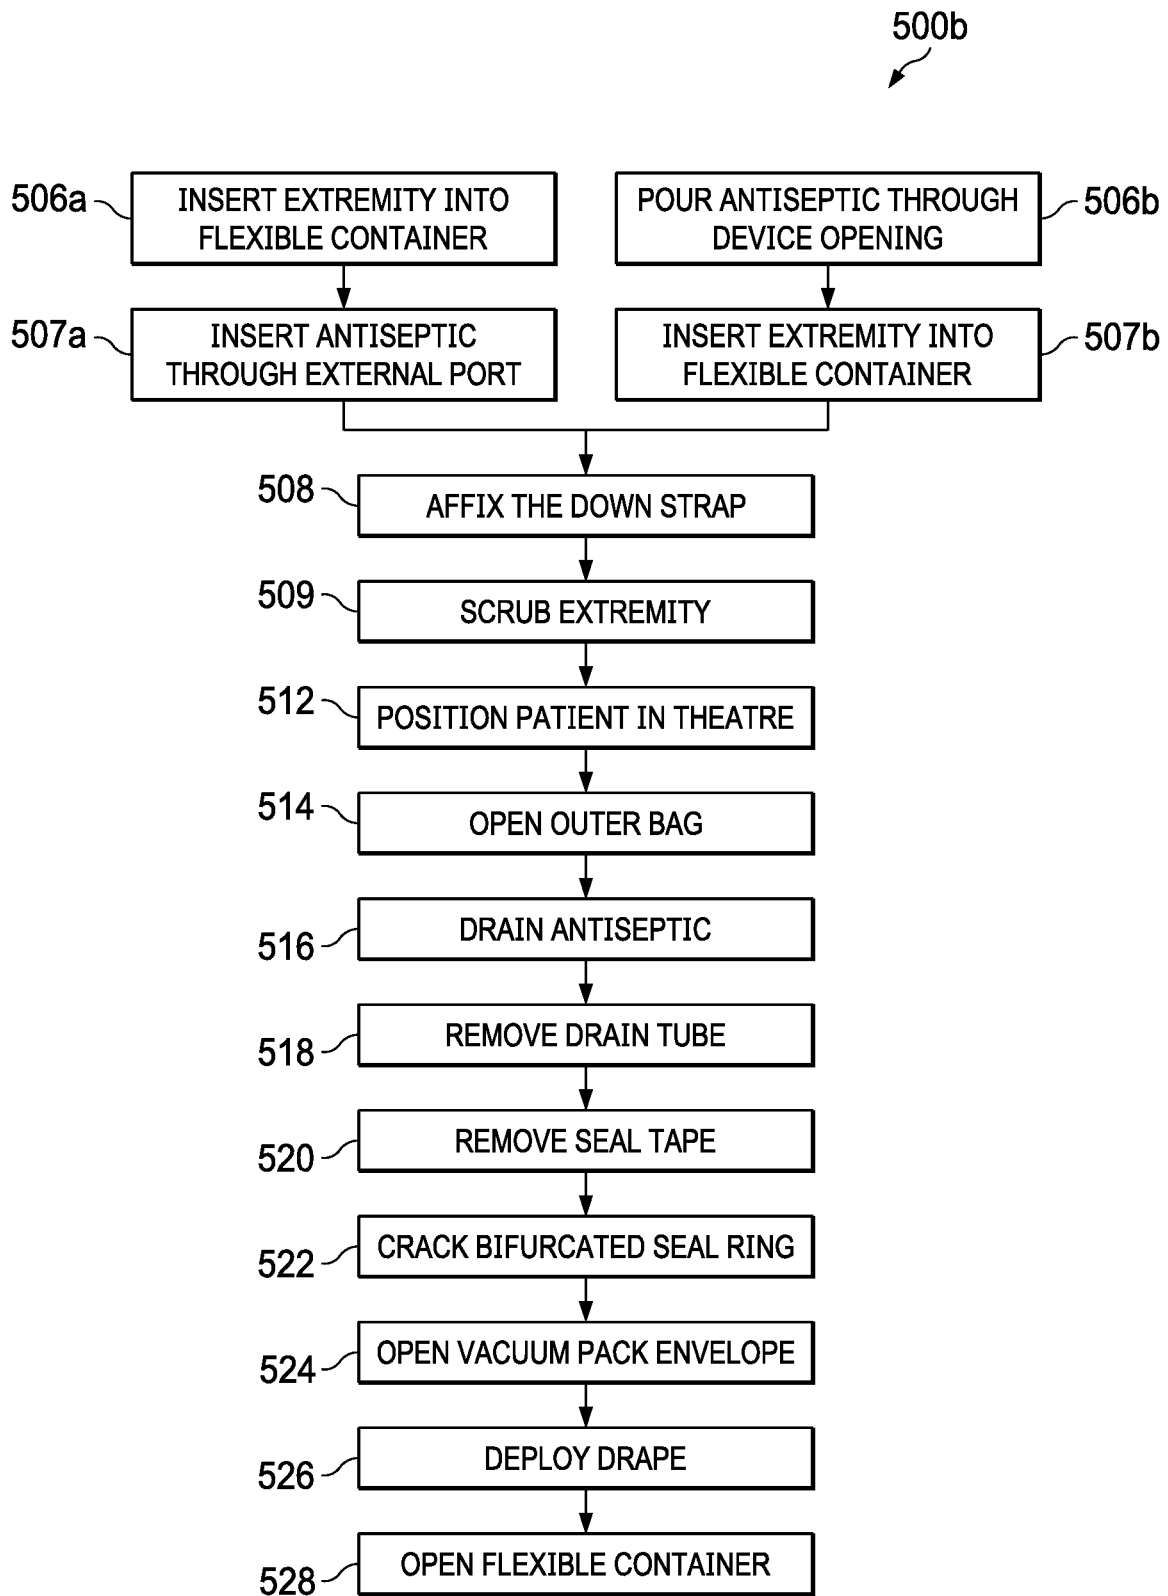 500b
506a
INSERT EXTREMITY INTO
FLEXIBLE CONTAINER
POUR ANTISEPTIC THROUGH
DEVICE OPENING
506b
507a
INSERT ANTISEPTIC
THROUGH EXTERNAL PORT
INSERT EXTREMITY INTO
FLEXIBLE CONTAINER
507b
508
AFFIX THE DOWN STRAP
509
SCRUB EXTREMITY
512
POSITION PATIENT IN THEATRE
514
OPEN OUTER BAG
516
DRAIN ANTISEPTIC
518
REMOVE DRAIN TUBE
520
REMOVE SEAL TAPE
522
CRACK BIFURCATED SEAL RING
524
OPEN VACUUM PACK ENVELOPE
526
DEPLOY DRAPE
528
OPEN FLEXIBLE CONTAINER